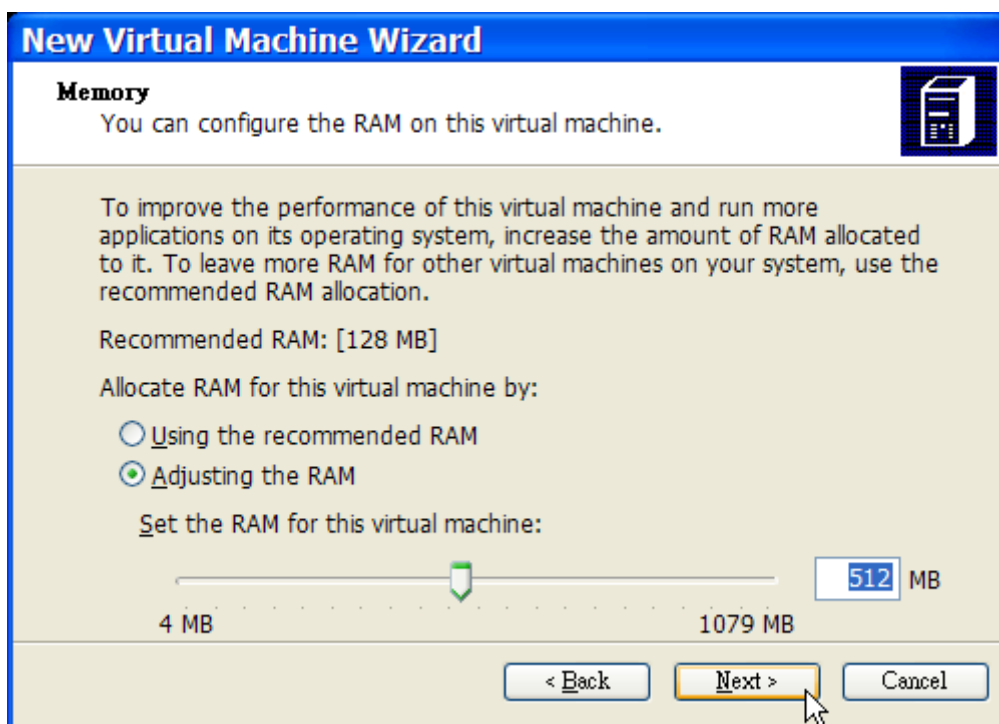 New Virtual Machine Wizard
Memory
You can configure the RAM on this virtual machine.
To improve the performance of this virtual machine and run more
applications on its operating system, increase the amount of RAM allocated
to it. To leave more RAM for other virtual machines on your system, use the
recommended RAM allocation.
Recommended RAM: [128 MB]
Allocate RAM for this virtual machine by:
Using the recommended RAM
Adjusting the RAM
Set the RAM for this virtual machine:
512 MB
4 MB 1079 MB
< Back Next > Cancel